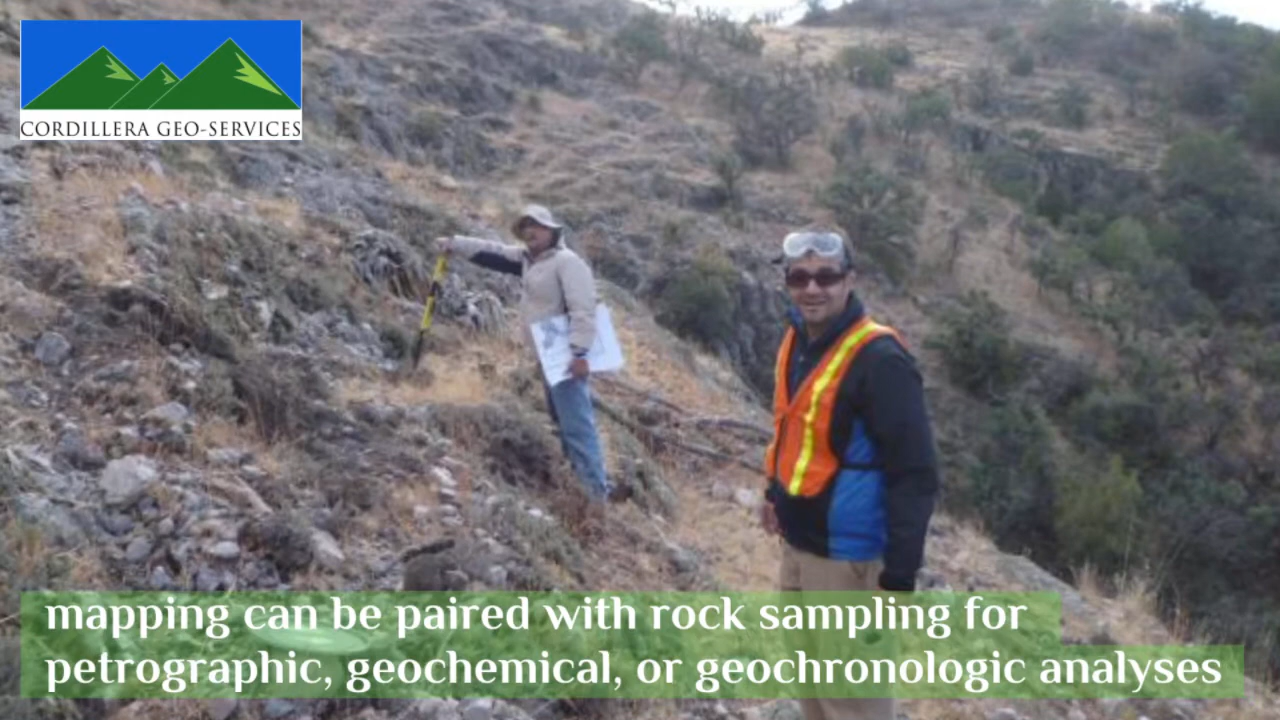 CORDILLERA GEO-SERVICES
mapping can be paired with rock sampling for
petrographic, geochemical, or geochronologic analyses